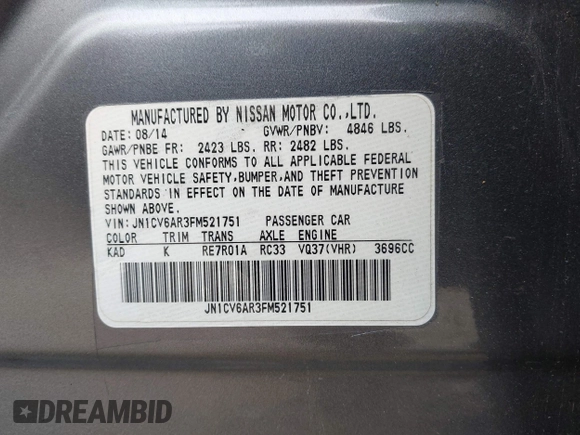 MANUFACTURED BY NISSAN MOTOR CO.,LTD.
DATE: 08/14 GVWR/PNBV: 4846 LBS.
GAWR/PNBE FR: 2423 LBS. RR: 2482 LBS.
THIS VEHICLE CONFORMS TO ALL APPLICABLE FEDERAL
MOTOR VEHICLE SAFETY,BUMPER,AND THEFT PREVENTION
STANDARDS IN EFFECT ON THE DATE OF MANUFACTURE
SHOWN ABOVE.
VIN: JN1CV6AR3FM521751 PASSENGER CAR
COLOR TRIM TRANS AXLE ENGINE
KAD K RE7R01A RC33 VQ37(VHR) 3696CC
JN1CV6AR3FM521751
DREAMBID